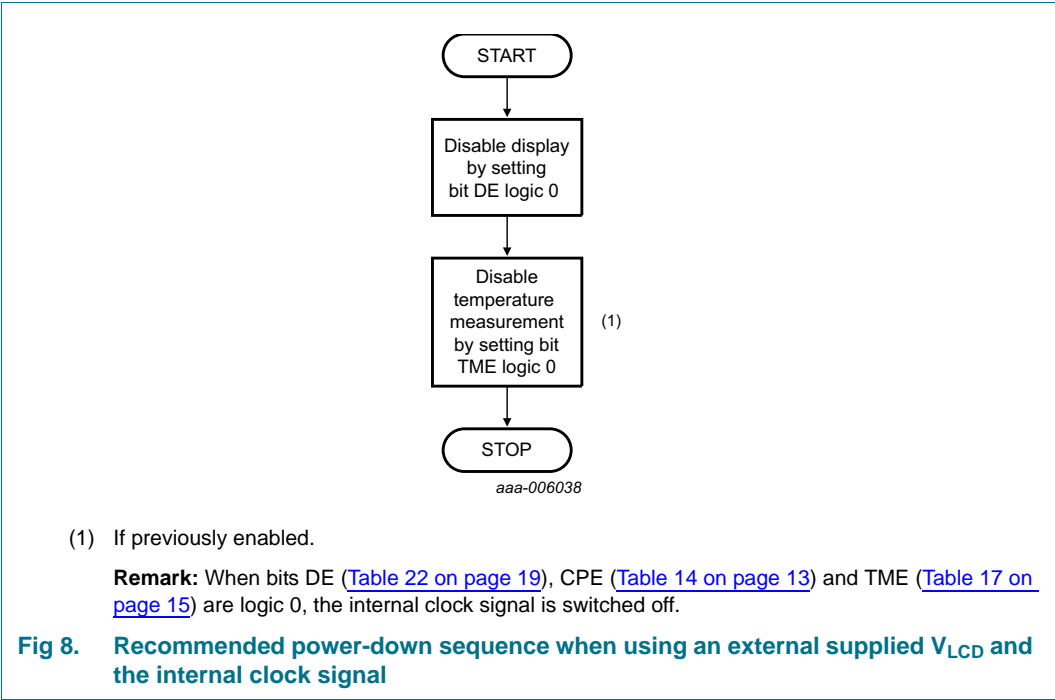 START
Disable display
by setting
bit DE logic 0
Disable
temperature
measurement
by setting bit
TME logic 0
(1)
STOP
aaa-006038
(1) If previously enabled.
Remark: When bits DE (Table 22 on page 19), CPE (Table 14 on page 13) and TME (Table 17 on
page 15) are logic 0, the internal clock signal is switched off.
Fig 8. Recommended power-down sequence when using an external supplied VLCD and
the internal clock signal